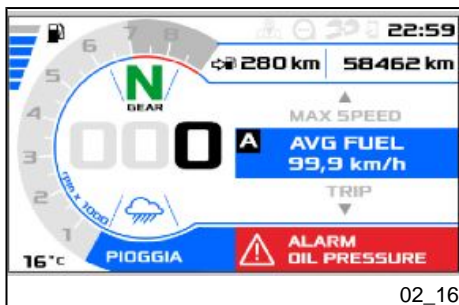 22:59
280 km 58462 km
8
7
6
5
4
3
2
1
rpm x 1000
N
GEAR
000
MAX SPEED
A AVG FUEL
99,9 km/h
TRIP
16°C
PIOGGIA
ALARM
OIL PRESSURE
02_16